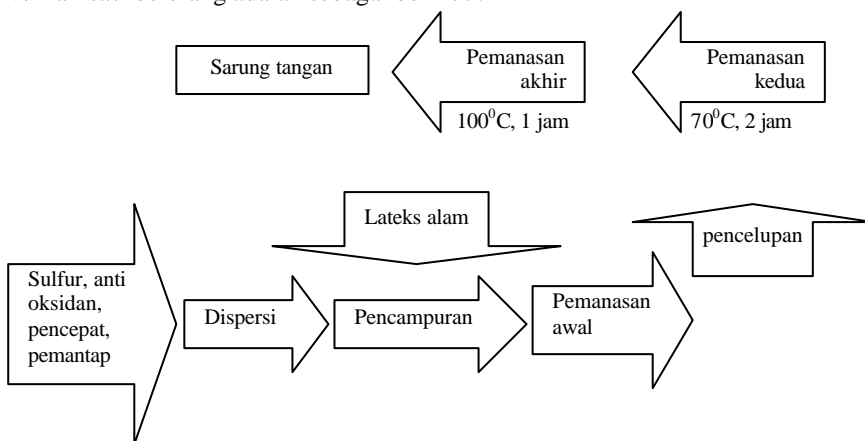 Sarung tangan
Pemanasan
akhir
100⁰C, 1 jam
Pemanasan
kedua
70⁰C, 2 jam
Lateks alam
pencelupan
Sulfur, anti
oksidan,
pencepat,
pemantap
Dispersi
Pencampuran
Pemanasan
awal